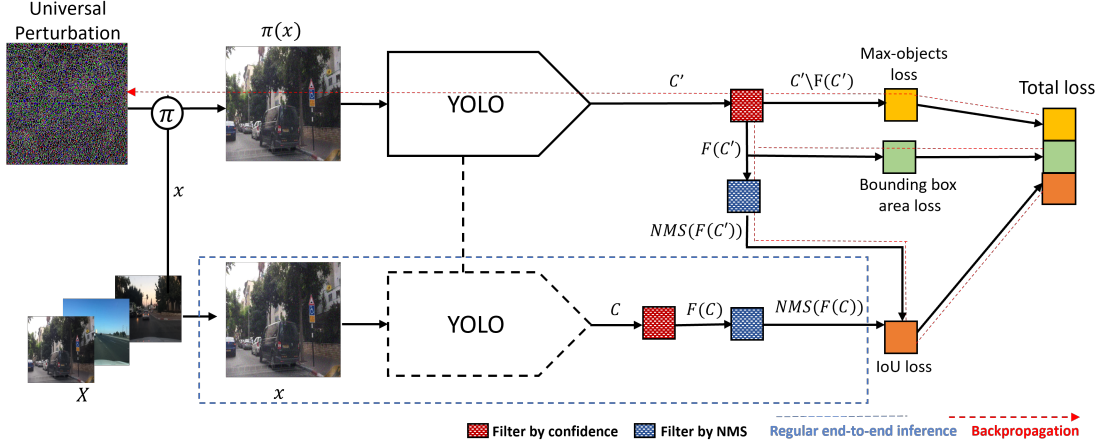 Universal
Perturbation
π(x)
Max-objects
loss
Total loss
C′
C′\F(C′)
YOLO
π
F(C′)
x
Bounding box
area loss
NMS(F(C′))
YOLO
C
F(C)
NMS(F(C))
IoU loss
X
x
Filter by confidence
Filter by NMS
Regular end-to-end inference
Backpropagation